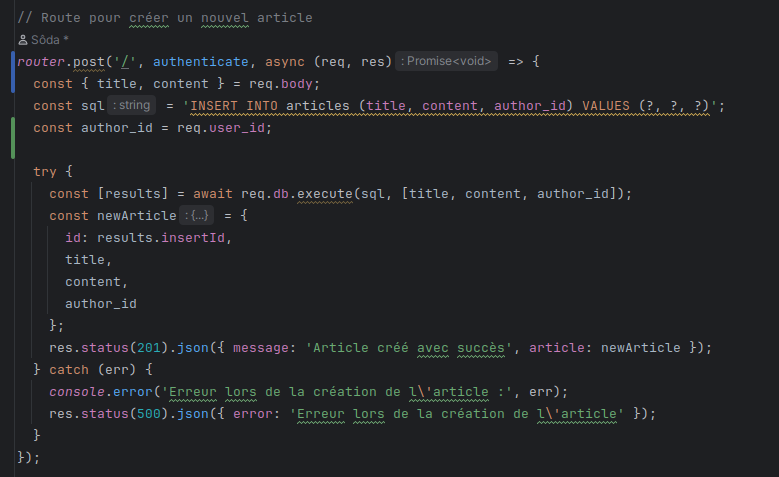 // Route pour créer un nouvel article
Sôda *
router.post('/', authenticate, async (req, res) : Promise<void> => {
  const { title, content } = req.body;
  const sql : string = 'INSERT INTO articles (title, content, author_id) VALUES (?, ?, ?)';
  const author_id = req.user_id;

  try {
    const [results] = await req.db.execute(sql, [title, content, author_id]);
    const newArticle : {...} = {
      id: results.insertId,
      title,
      content,
      author_id
    };
    res.status(201).json({ message: 'Article créé avec succès', article: newArticle });
  } catch (err) {
    console.error('Erreur lors de la création de l\'article :', err);
    res.status(500).json({ error: 'Erreur lors de la création de l\'article' });
  }
});